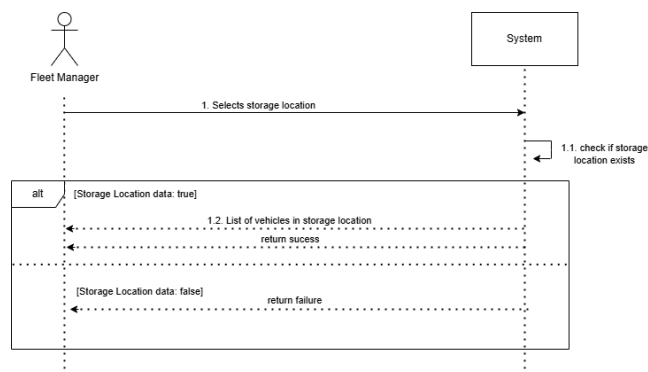 System
Fleet Manager
1. Selects storage location
1.1. check if storage
location exists
alt
[Storage Location data: true]
1.2. List of vehicles in storage location
return sucess
[Storage Location data: false]
return failure